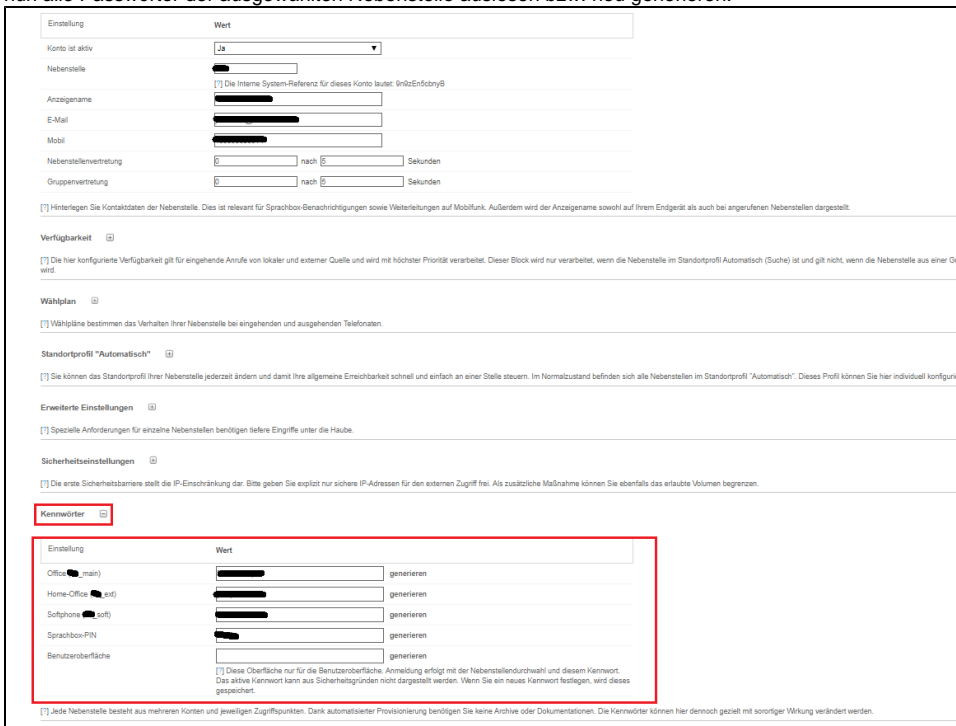 nun alle Passwörter der ausgewählten Nebenstelle auslesen bzw. neu generieren.
Einstellung Wert
Konto ist aktiv Ja
Nebenstelle
[?] Die Interne System-Referenz für dieses Konto lautet: 9n9zEn5cbnyB
Anzeigename
E-Mail
Mobil
Nebenstellenvertretung 0 nach 5 Sekunden
Gruppenvertretung 0 nach 5 Sekunden
[?] Hinterlegen Sie Kontaktdaten der Nebenstelle. Dies ist relevant für Sprachbox-Benachrichtigungen sowie Weiterleitungen auf Mobilfunk. Außerdem wird der Anzeigename sowohl auf Ihrem Endgerät als auch bei angerufenen Nebenstellen dargestellt.
Verfügbarkeit
[?] Die hier konfigurierte Verfügbarkeit gilt für eingehende Anrufe von lokaler und externer Quelle und wird mit höchster Priorität verarbeitet. Dieser Block wird nur verarbeitet, wenn die Nebenstelle im Standortprofil Automatisch (Suche) ist und gilt nicht, wenn die Nebenstelle aus einer
wird.
Wählplan
[?] Wählpläne bestimmen das Verhalten Ihrer Nebenstelle bei eingehenden und ausgehenden Telefonaten.
Standortprofil "Automatisch"
[?] Sie können das Standortprofil Ihrer Nebenstelle jederzeit ändern und damit Ihre allgemeine Erreichbarkeit schnell und einfach an einer Stelle steuern. Im Normalzustand befinden sich alle Nebenstellen im Standortprofil "Automatisch". Dieses Profil können Sie hier individuell
Erweiterte Einstellungen
[?] Spezielle Anforderungen für einzelne Nebenstellen benötigen tiefere Eingriffe unter die Haube.
Sicherheitseinstellungen
[?] Die erste Sicherheitsbarriere stellt die IP-Einschränkung dar. Bitte geben Sie explizit nur sichere IP-Adressen für den externen Zugriff frei. Als zusätzliche Maßnahme können Sie ebenfalls das erlaubte Volumen begrenzen.
Kennwörter
Einstellung Wert
Office _main) generieren
Home-Office ( _ext) generieren
Softphone _soft) generieren
Sprachbox-PIN generieren
Benutzeroberfläche generieren
[?] Diese Oberfläche nur für die Benutzeroberfläche. Anmeldung erfolgt mit der Nebenstellendurchwahl und diesem Kennwort.
Das aktive Kennwort kann aus Sicherheitsgründen nicht dargestellt werden. Wenn Sie ein neues Kennwort festlegen, wird dieses
gespeichert.
[?] Jede Nebenstelle besteht aus mehreren Konten und jeweiligen Zugriffspunkten. Dank automatisierter Provisionierung benötigen Sie keine Archive oder Dokumentationen. Die Kennwörter können hier dennoch gezielt mit sorortiger Wirkung verändert werden.